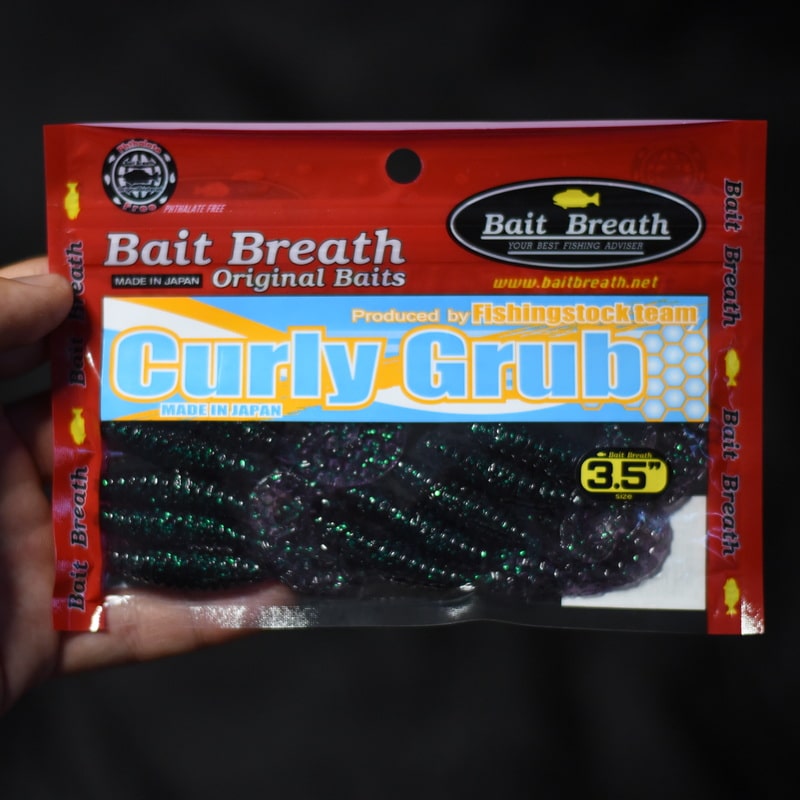 Phthalate
Free
PHTHALATE FREE
Bait Breath
MADE IN JAPAN Original Baits
Bait Breath
YOUR BEST FISHING ADVISER
www.baitbreath.net
Produced by Fishingstock team
Curly Grub
MADE IN JAPAN
Bait Breath
3.5"
SIZE
Bait Breath
Bait Breath
Bait Breath
Bait Breath